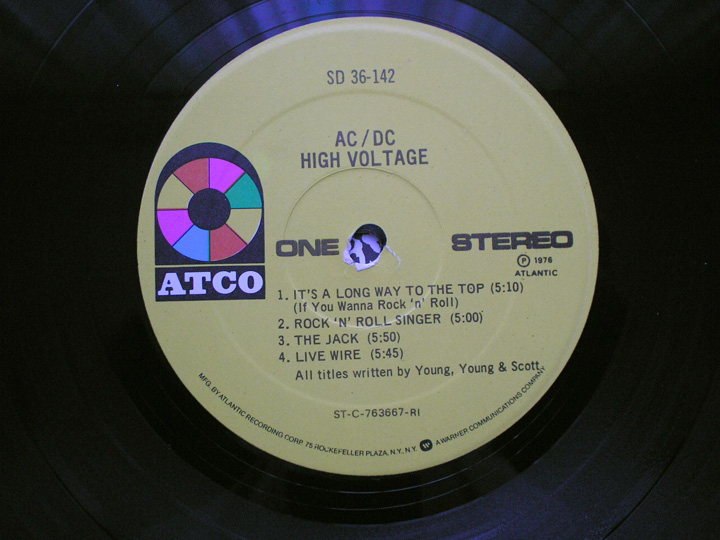 SD 36-142
AC/DC
HIGH VOLTAGE
ATCO
ONE
STEREO
Ⓟ 1976
ATLANTIC
1. IT'S A LONG WAY TO THE TOP (5:10)
(If You Wanna Rock 'n' Roll)
2. ROCK 'N' ROLL SINGER (5:00)
3. THE JACK (5:50)
4. LIVE WIRE (5:45)
All titles written by Young, Young & Scott
ST-C-763667-RI
MFG. BY ATLANTIC RECORDING CORP. 75 ROCKEFELLER PLAZA, N.Y., N.Y. W A WARNER COMMUNICATIONS COMPANY